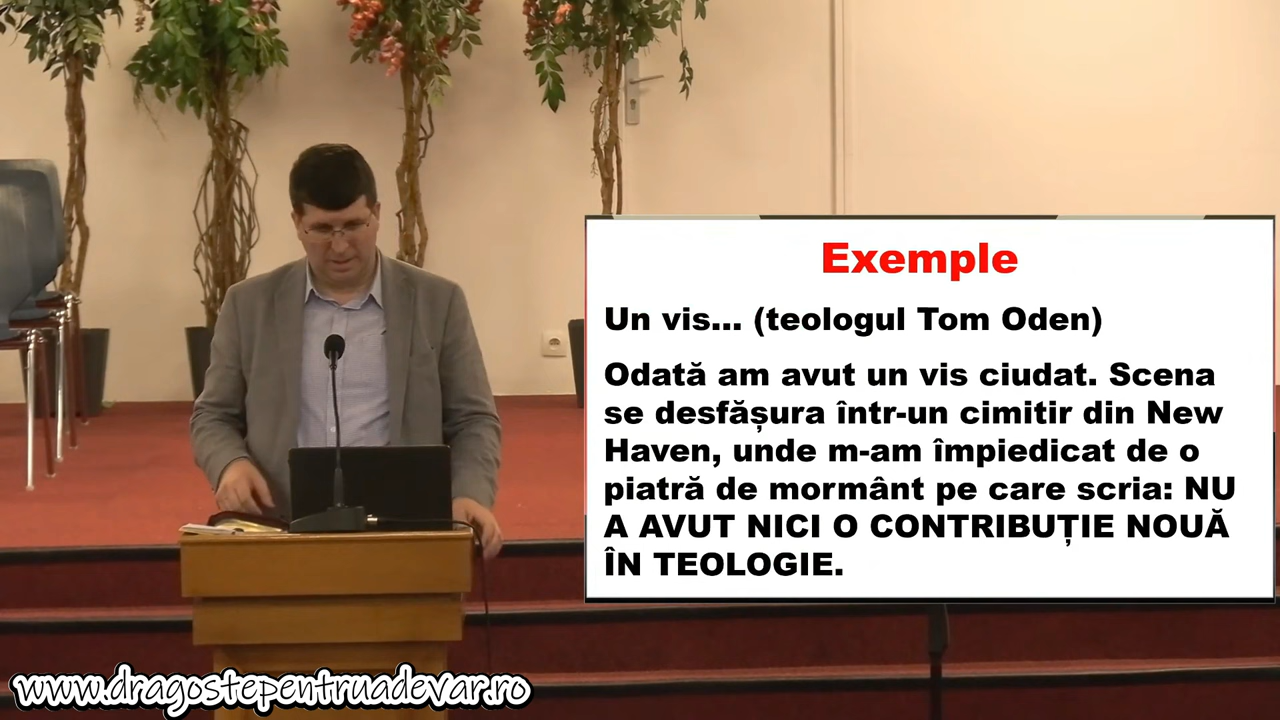 Exemple
Un vis... (teologul Tom Oden)
Odată am avut un vis ciudat. Scena
se desfășura într-un cimitir din New
Haven, unde m-am împiedicat de o
piatră de mormânt pe care scria: NU
A AVUT NICI O CONTRIBUȚIE NOUĂ
ÎN TEOLOGIE.
www.dragostepentruadevar.ro